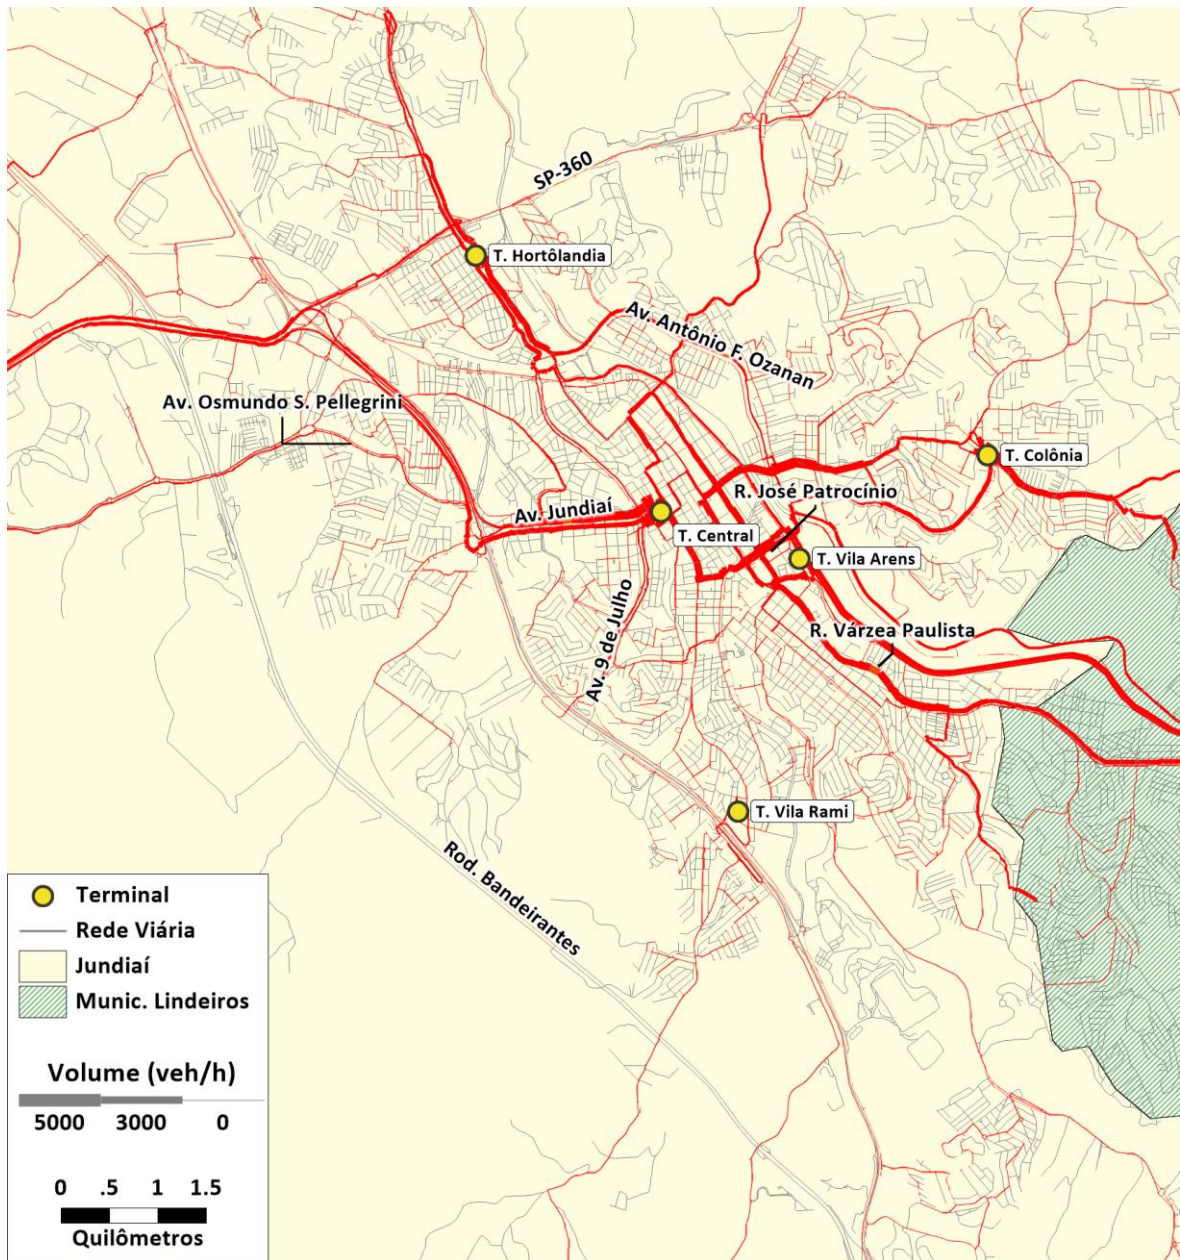 SP-360
T. Hortôlandia
Av. Antônio F. Ozanan
Av. Osmundo S. Pellegrini
T. Colônia
R. José Patrocínio
Av. Jundiaí
T. Central
T. Vila Arens
Av. 9 de Julho
R. Várzea Paulista
T. Vila Rami
Rod. Bandeirantes
Terminal
Rede Viária
Jundiaí
Munic. Lindeiros
Volume (veh/h)
5000 3000 0
0 .5 1 1.5
Quilômetros